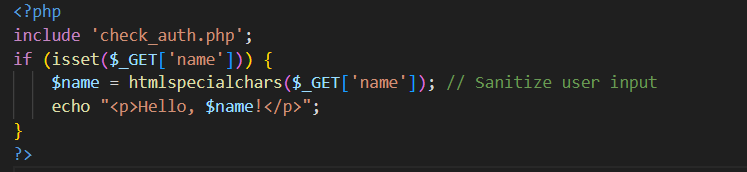 <?php
include 'check_auth.php';
if (isset($_GET['name'])) {
    $name = htmlspecialchars($_GET['name']); // Sanitize user input
    echo "<p>Hello, $name!</p>";
}
?>